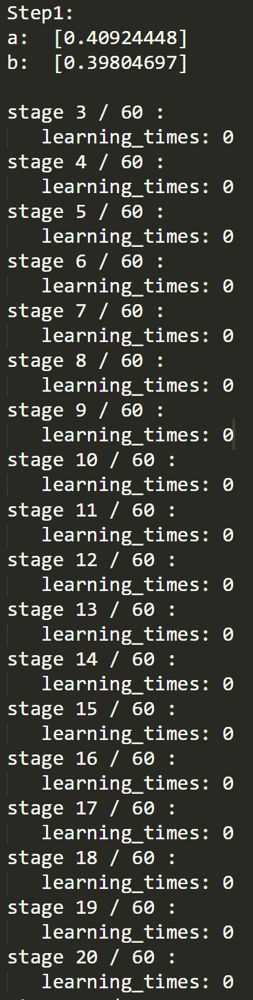 Step1:
a:  [0.40924448]
b:  [0.39804697]
stage 3 / 60 :
learning_times: 0
stage 4 / 60 :
learning_times: 0
stage 5 / 60 :
learning_times: 0
stage 6 / 60 :
learning_times: 0
stage 7 / 60 :
learning_times: 0
stage 8 / 60 :
learning_times: 0
stage 9 / 60 :
learning_times: 0
stage 10 / 60 :
learning_times: 0
stage 11 / 60 :
learning_times: 0
stage 12 / 60 :
learning_times: 0
stage 13 / 60 :
learning_times: 0
stage 14 / 60 :
learning_times: 0
stage 15 / 60 :
learning_times: 0
stage 16 / 60 :
learning_times: 0
stage 17 / 60 :
learning_times: 0
stage 18 / 60 :
learning_times: 0
stage 19 / 60 :
learning_times: 0
stage 20 / 60 :
learning_times: 0